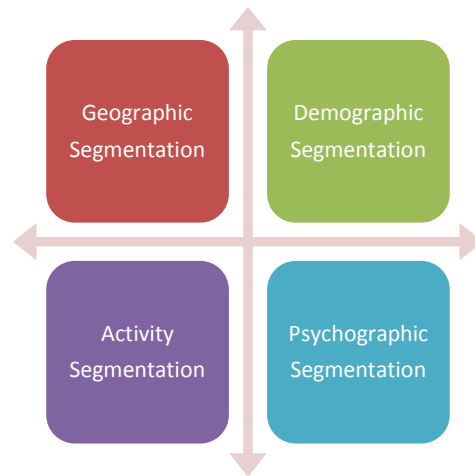 Geographic
Segmentation
Demographic
Segmentation
Activity
Segmentation
Psychographic
Segmentation